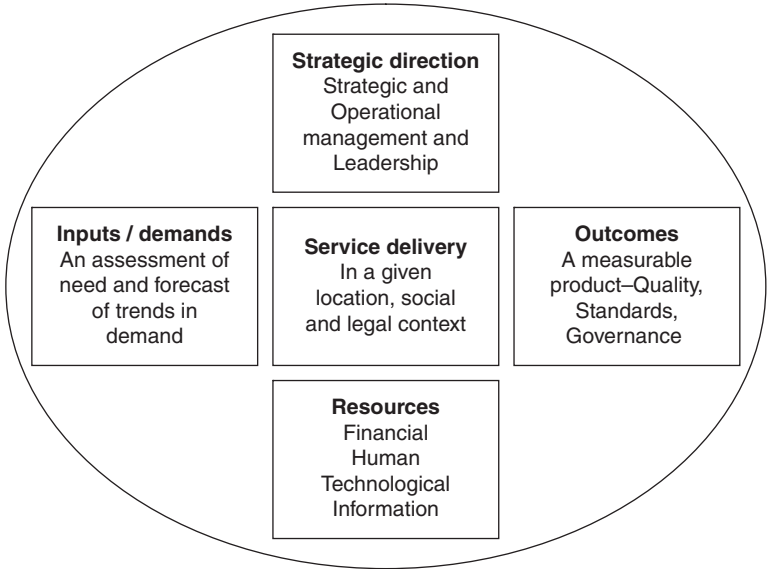 Strategic direction
Strategic and
Operational
management and
Leadership
Inputs / demands
An assessment of
need and forecast
of trends in
demand
Service delivery
In a given
location, social
and legal context
Outcomes
A measurable
product–Quality,
Standards,
Governance
Resources
Financial
Human
Technological
Information